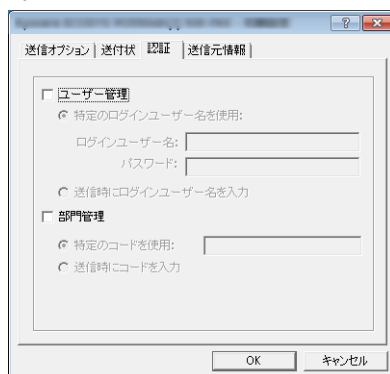 送信オプション 送付状 認証 送信元情報
ユーザー管理
特定のログインユーザー名を使用:
ログインユーザー名:
パスワード:
送信時にログインユーザー名を入力
部門管理
特定のコードを使用:
送信時にコードを入力
OK キャンセル